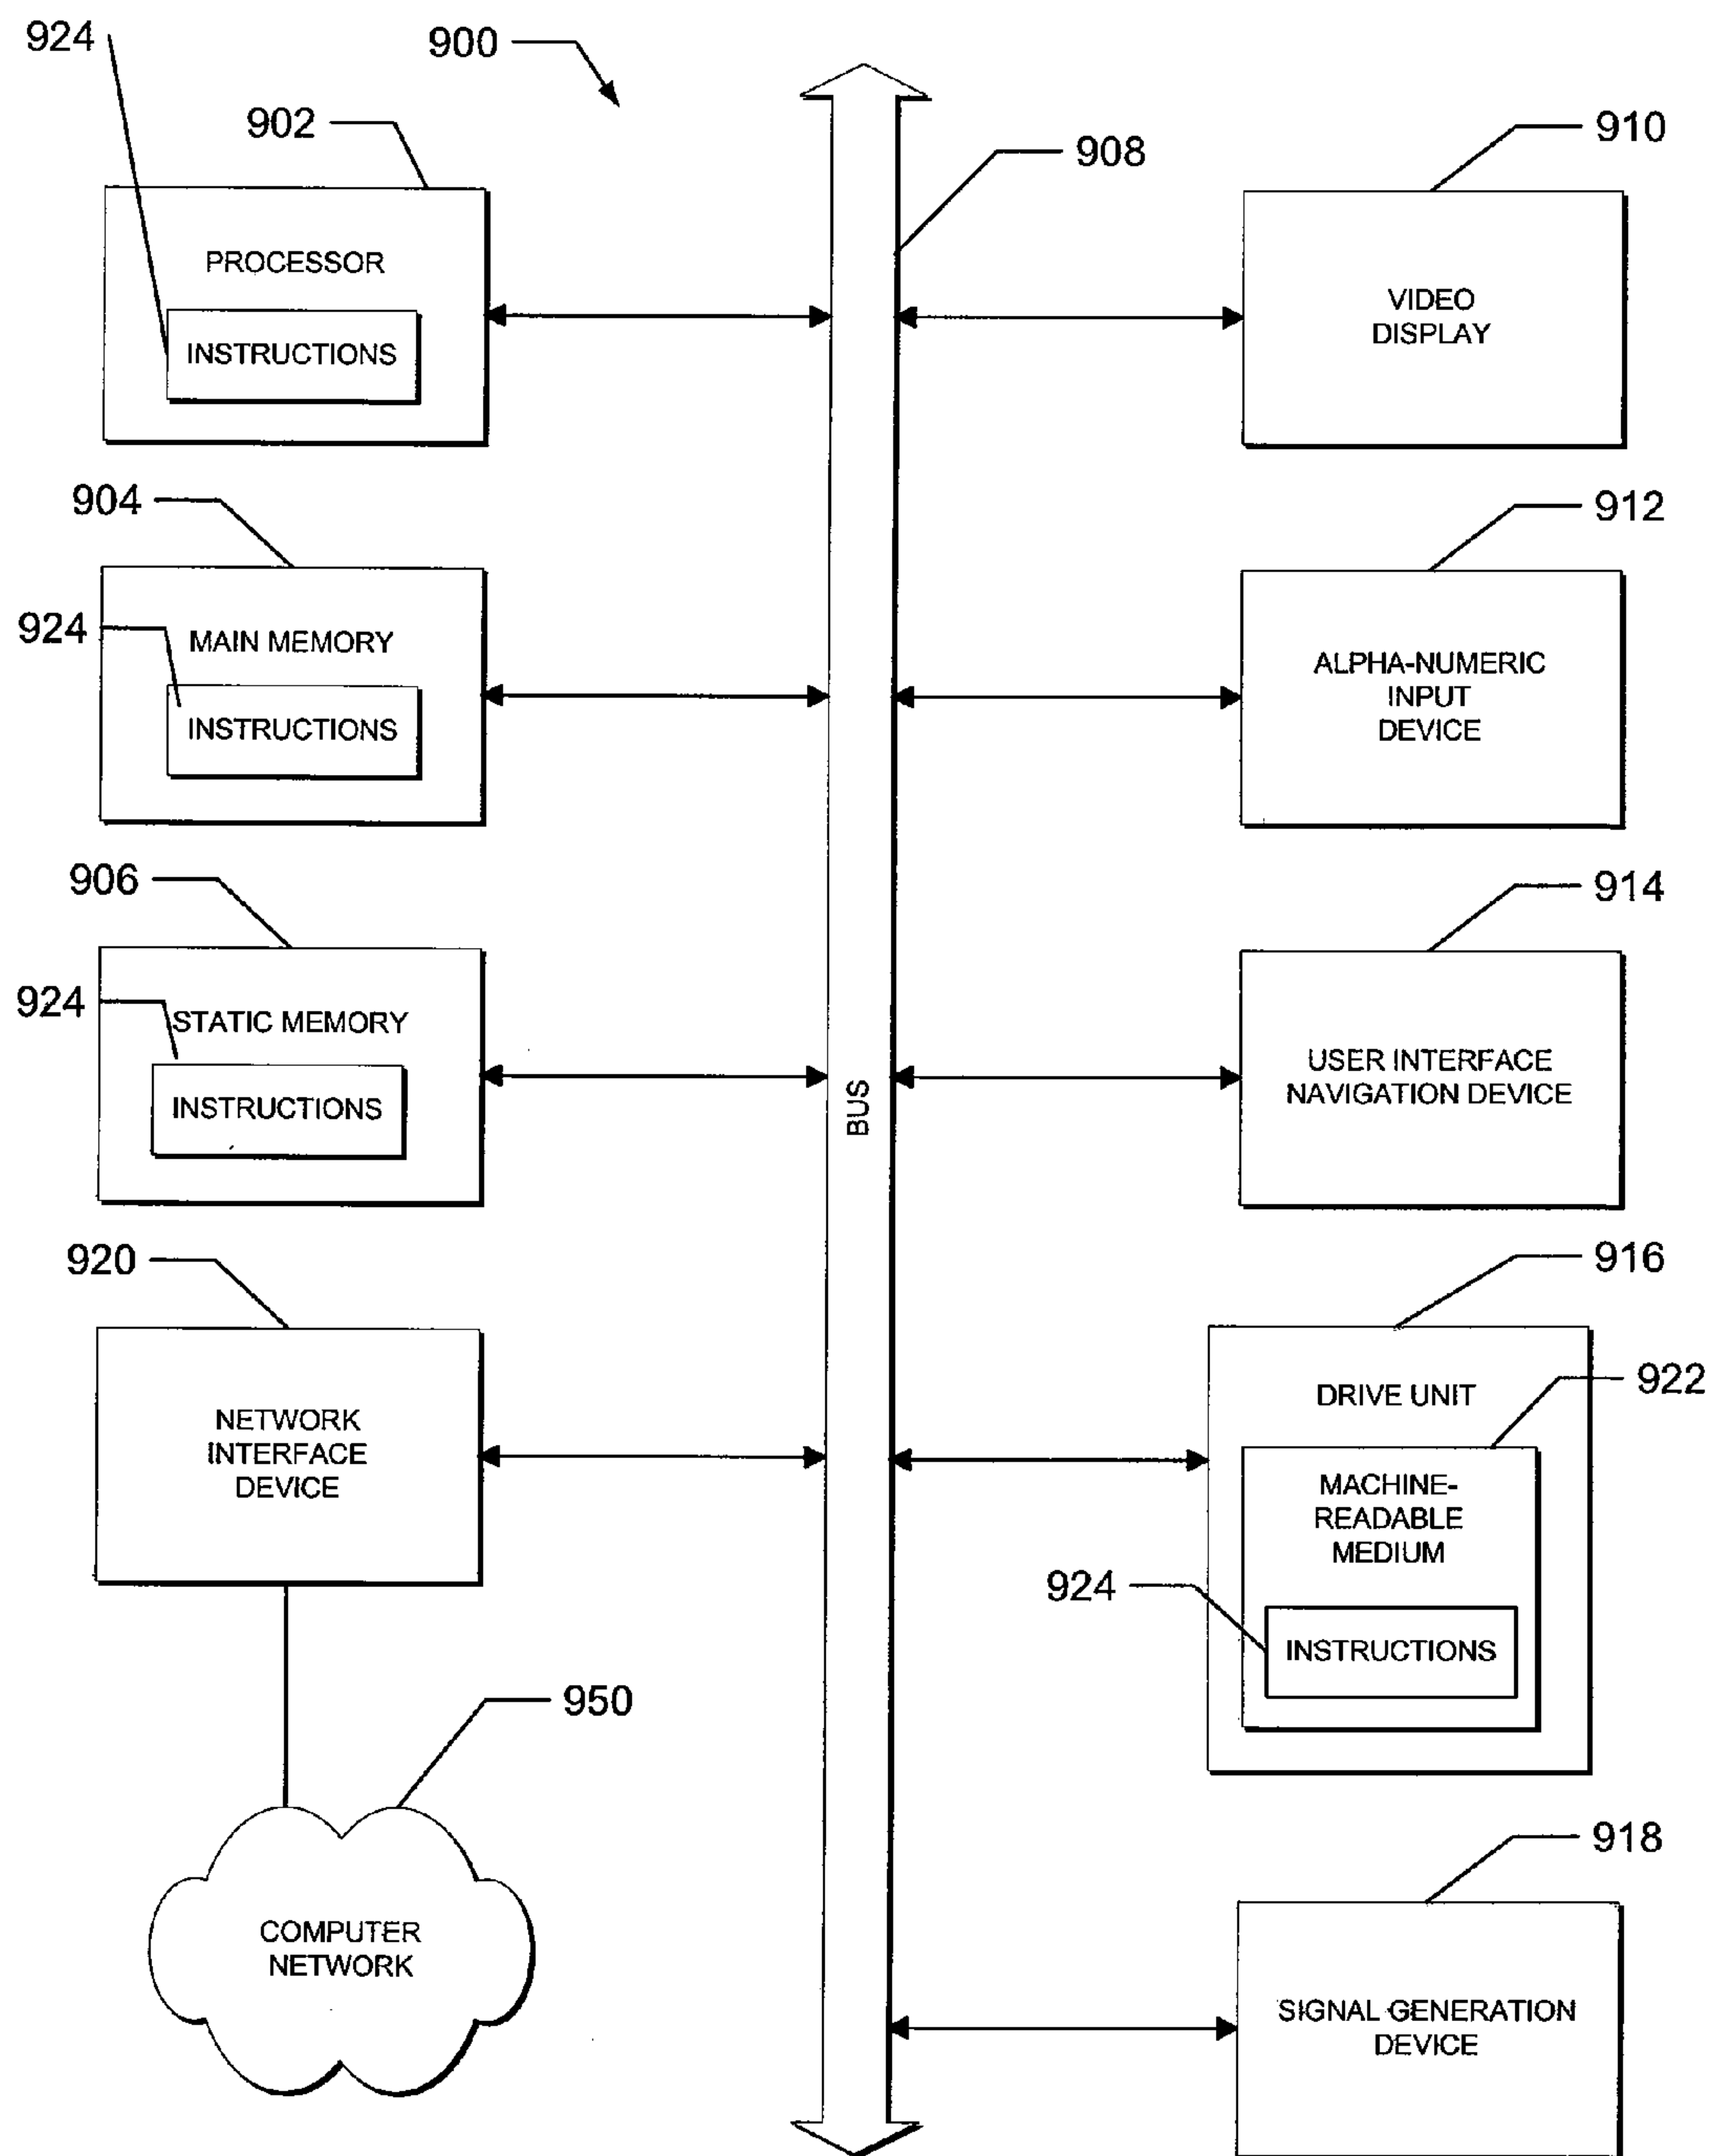 924
900
902
908
910
PROCESSOR
INSTRUCTIONS
VIDEO
DISPLAY
904
912
924
MAIN MEMORY
INSTRUCTIONS
ALPHA-NUMERIC
INPUT
DEVICE
906
914
924
STATIC MEMORY
INSTRUCTIONS
BUS
USER INTERFACE
NAVIGATION DEVICE
920
916
NETWORK
INTERFACE
DEVICE
DRIVE UNIT
922
MACHINE-
READABLE
MEDIUM
924
INSTRUCTIONS
950
COMPUTER
NETWORK
918
SIGNAL GENERATION
DEVICE